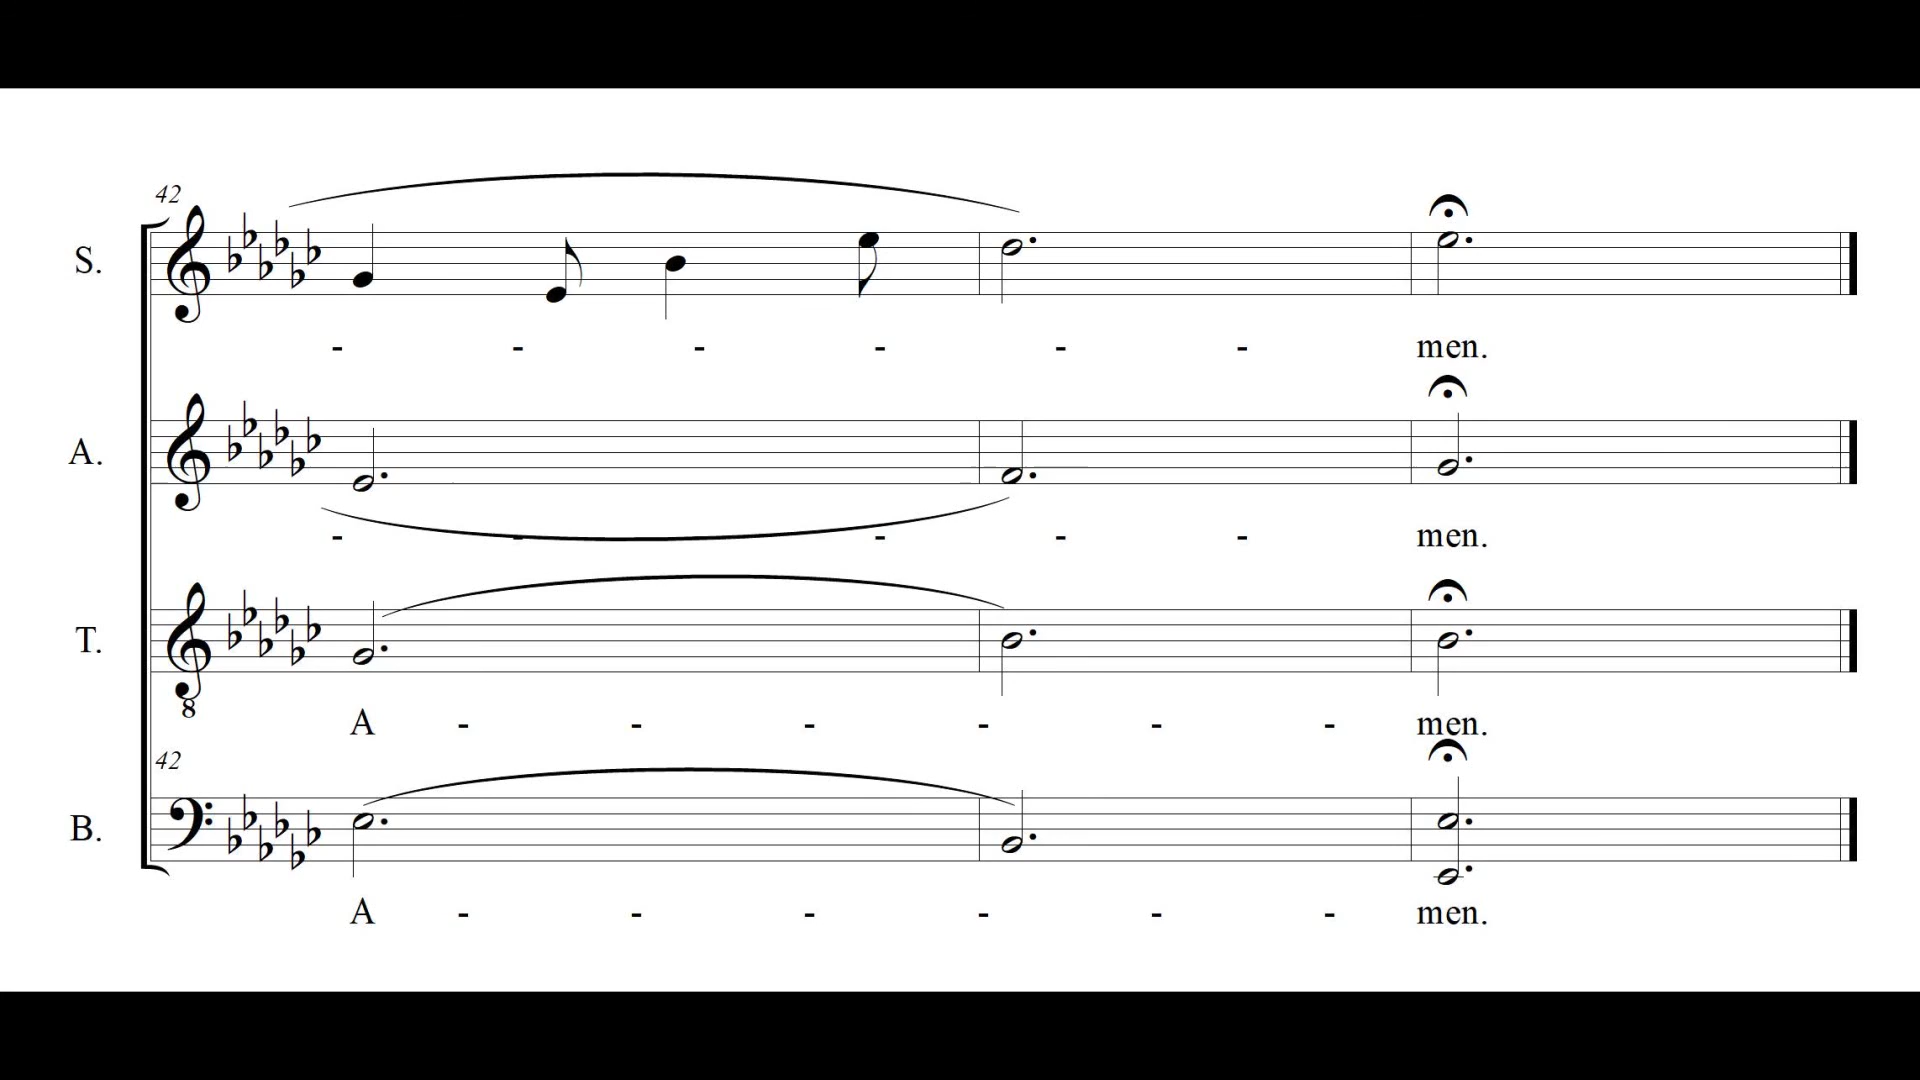 42
S.
- - - - - - men.
A.
- - - - - men.
T.
8
A - - - - - - men.
42
B.
A - - - - - - men.